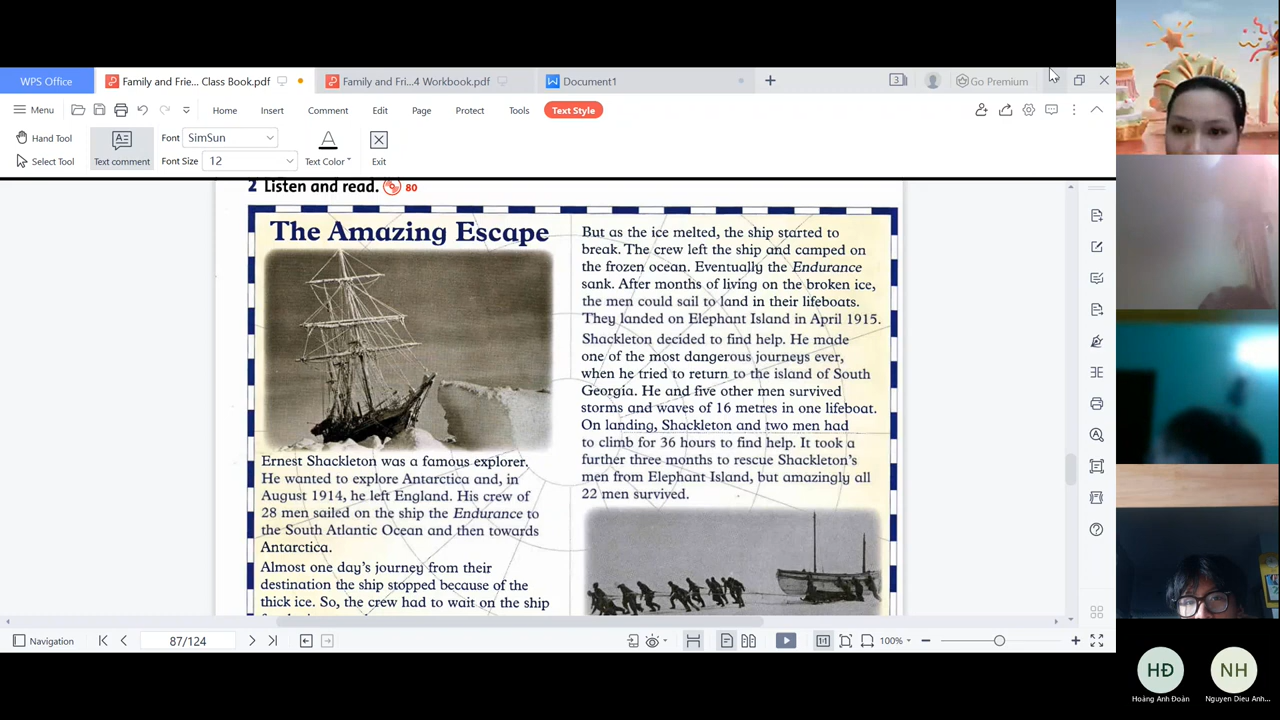 WPS Office
Family and Frie... Class Book.pdf
Family and Fri...4 Workbook.pdf
Document1
3
Go Premium
Menu
Home
Insert
Comment
Edit
Page
Protect
Tools
Text Style
Hand Tool
Select Tool
Text comment
Font SimSun
Font Size 12
Text Color
Exit
2 Listen and read. 80
The Amazing Escape
Ernest Shackleton was a famous explorer.
He wanted to explore Antarctica and, in
August 1914, he left England. His crew of
28 men sailed on the ship the Endurance to
the South Atlantic Ocean and then towards
Antarctica.
Almost one day's journey from their
destination the ship stopped because of the
thick ice. So, the crew had to wait on the ship
But as the ice melted, the ship started to
break. The crew left the ship and camped on
the frozen ocean. Eventually the Endurance
sank. After months of living on the broken ice,
the men could sail to land in their lifeboats.
They landed on Elephant Island in April 1915.
Shackleton decided to find help. He made
one of the most dangerous journeys ever,
when he tried to return to the island of South
Georgia. He and five other men survived
storms and waves of 16 metres in one lifeboat.
On landing, Shackleton and two men had
to climb for 36 hours to find help. It took a
further three months to rescue Shackleton's
men from Elephant Island, but amazingly all
22 men survived.
Navigation
87/124
100%
HĐ
NH
Hoàng Anh Đoàn
Nguyen Dieu Anh...